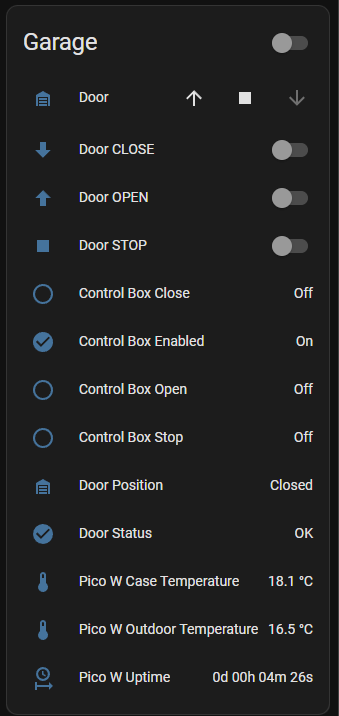 Garage
Door
Door CLOSE
Door OPEN
Door STOP
Control Box Close Off
Control Box Enabled On
Control Box Open Off
Control Box Stop Off
Door Position Closed
Door Status OK
Pico W Case Temperature 18.1 °C
Pico W Outdoor Temperature 16.5 °C
Pico W Uptime 0d 00h 04m 26s